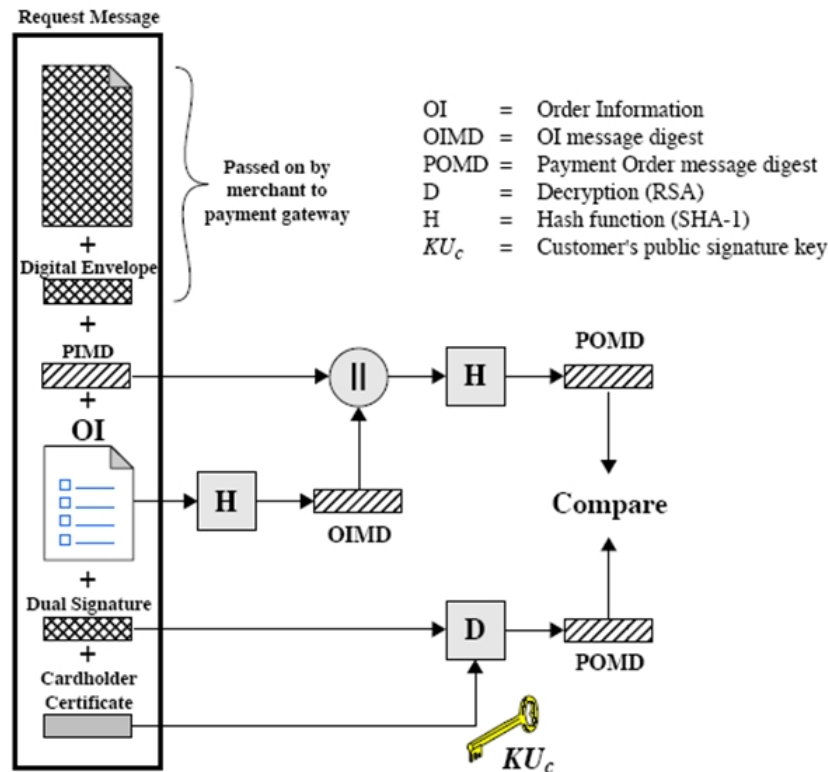 Request Message
Passed on by
merchant to
payment gateway
OI = Order Information
OIMD = OI message digest
POMD = Payment Order message digest
D = Decryption (RSA)
H = Hash function (SHA-1)
KUc = Customer's public signature key
+
Digital Envelope
+
PIMD
+
||
H
POMD
OI
H
OIMD
Compare
+
Dual Signature
D
POMD
+
Cardholder
Certificate
KUc